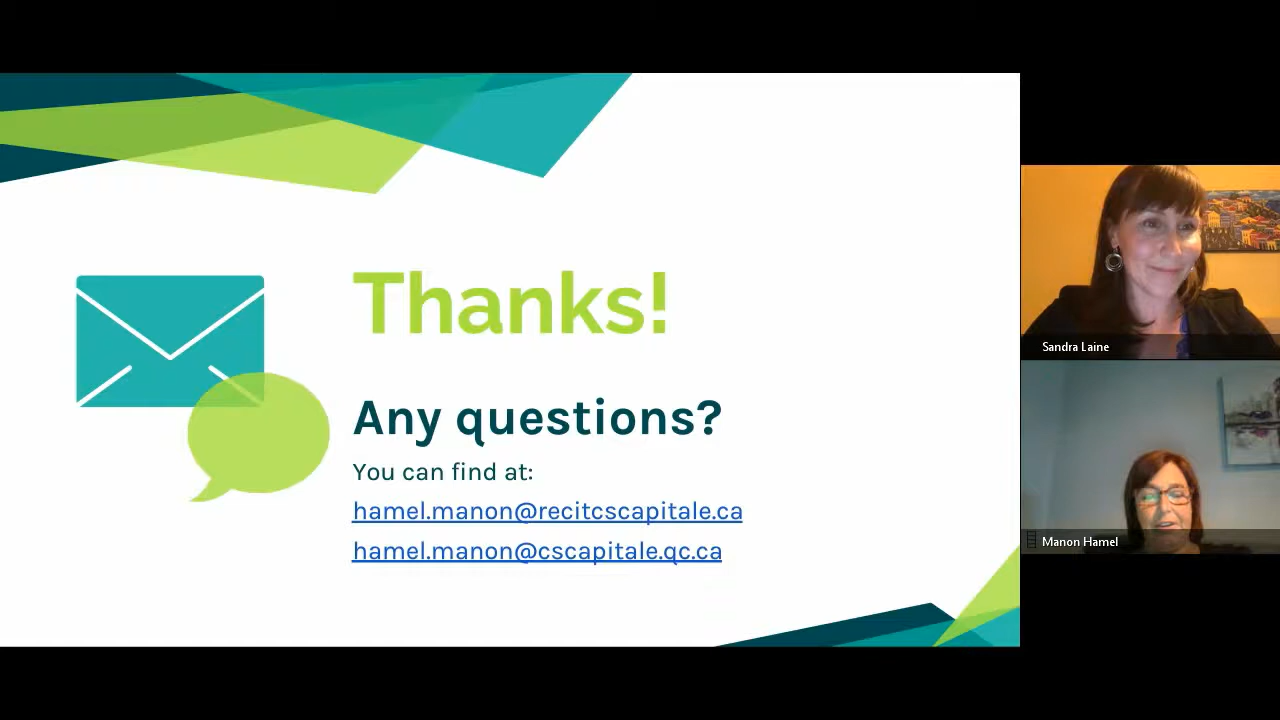 Thanks!
Any questions?
You can find at:
hamel.manon@recitcscapitale.ca
hamel.manon@cscapitale.qc.ca
Sandra Laine
Manon Hamel